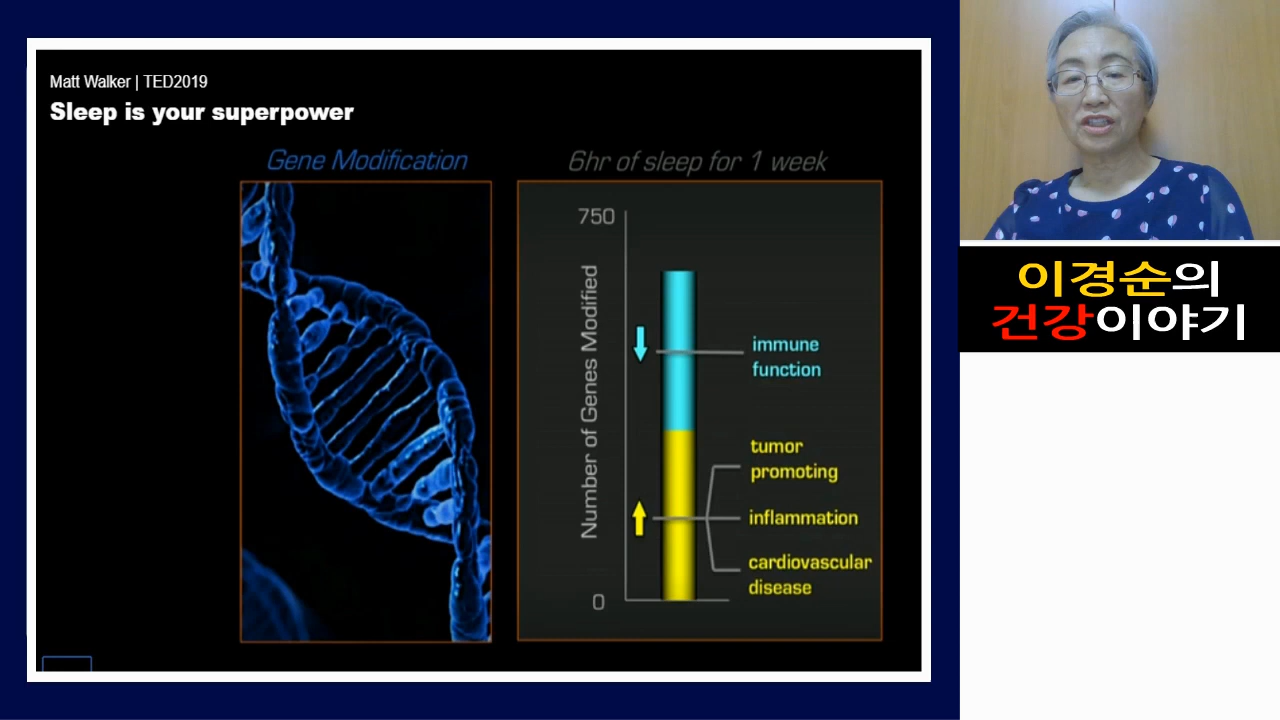 Matt Walker | TED2019
Sleep is your superpower
Gene Modification
6hr of sleep for 1 week
750
Number of Genes Modified
0
immune
function
tumor
promoting
inflammation
cardiovascular
disease
이경순의
건강이야기